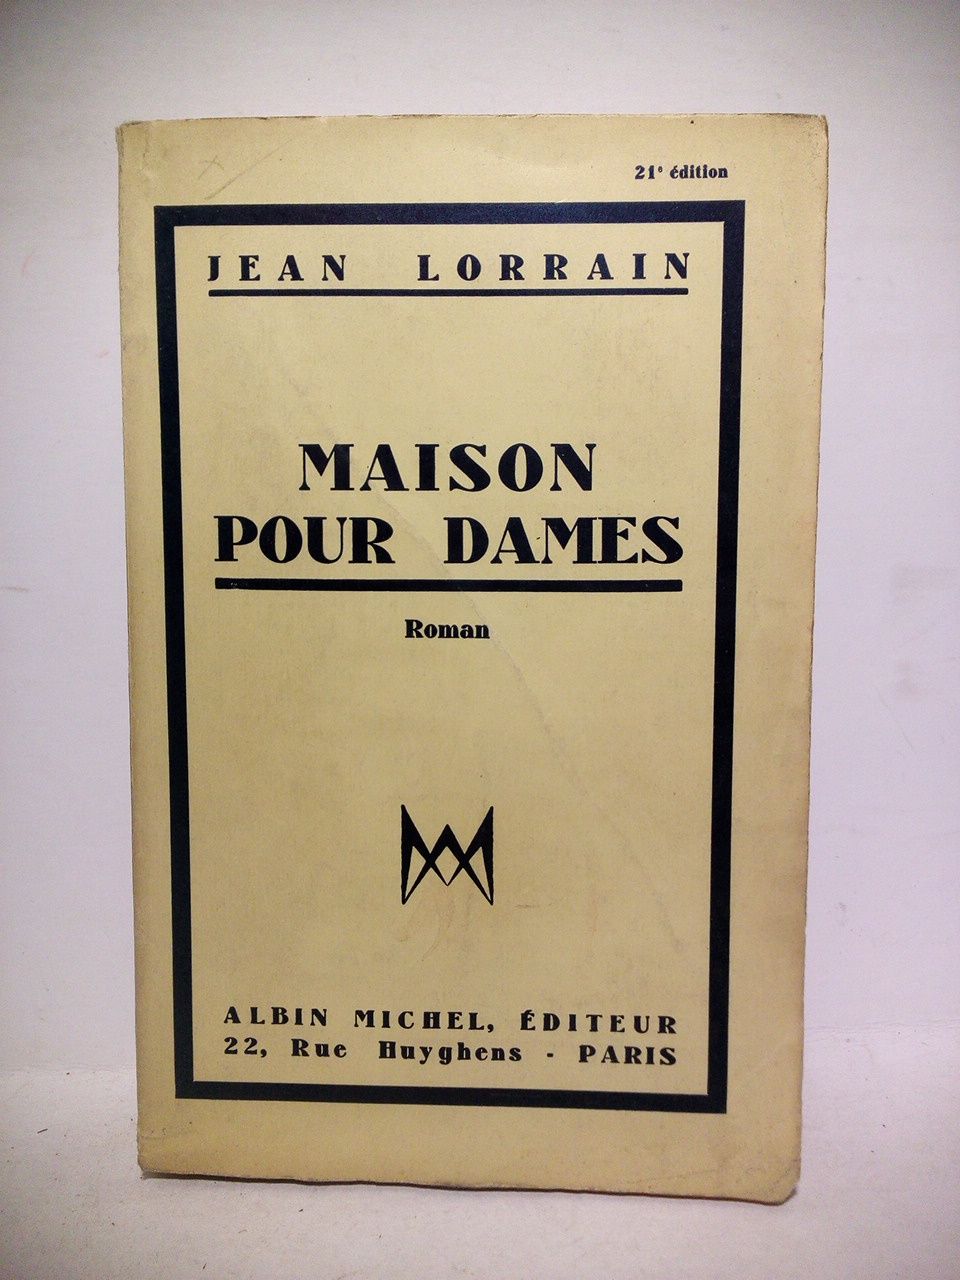 21e édition
JEAN LORRAIN
MAISON
POUR DAMES
Roman
ALBIN MICHEL, ÉDITEUR
22, Rue Huyghens - PARIS